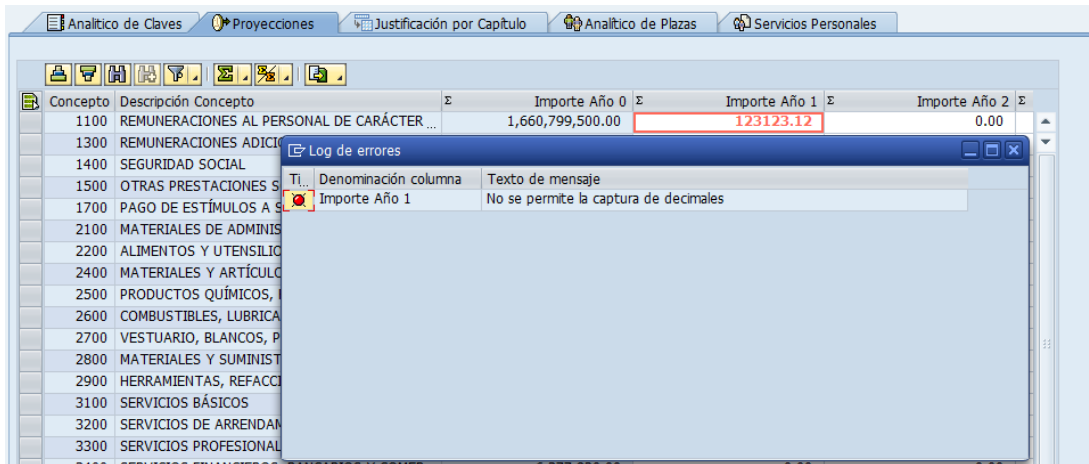 Analitico de Claves Proyecciones Justificación por Capítulo Analítico de Plazas Servicios Personales
Concepto Descripción Concepto Σ Importe Año 0 Σ Importe Año 1 Σ Importe Año 2 Σ
1100 REMUNERACIONES AL PERSONAL DE CARÁCTER ... 1,660,799,500.00 123123.12 0.00
1300 REMUNERACIONES ADICI
Log de errores
1400 SEGURIDAD SOCIAL
Ti... Denominación columna Texto de mensaje
1500 OTRAS PRESTACIONES S
Importe Año 1 No se permite la captura de decimales
1700 PAGO DE ESTÍMULOS A S
2100 MATERIALES DE ADMINIS
2200 ALIMENTOS Y UTENSILIO
2400 MATERIALES Y ARTÍCULO
2500 PRODUCTOS QUÍMICOS,
2600 COMBUSTIBLES, LUBRICA
2700 VESTUARIO, BLANCOS, P
2800 MATERIALES Y SUMINIST
2900 HERRAMIENTAS, REFACCI
3100 SERVICIOS BÁSICOS
3200 SERVICIOS DE ARRENDAM
3300 SERVICIOS PROFESIONAL